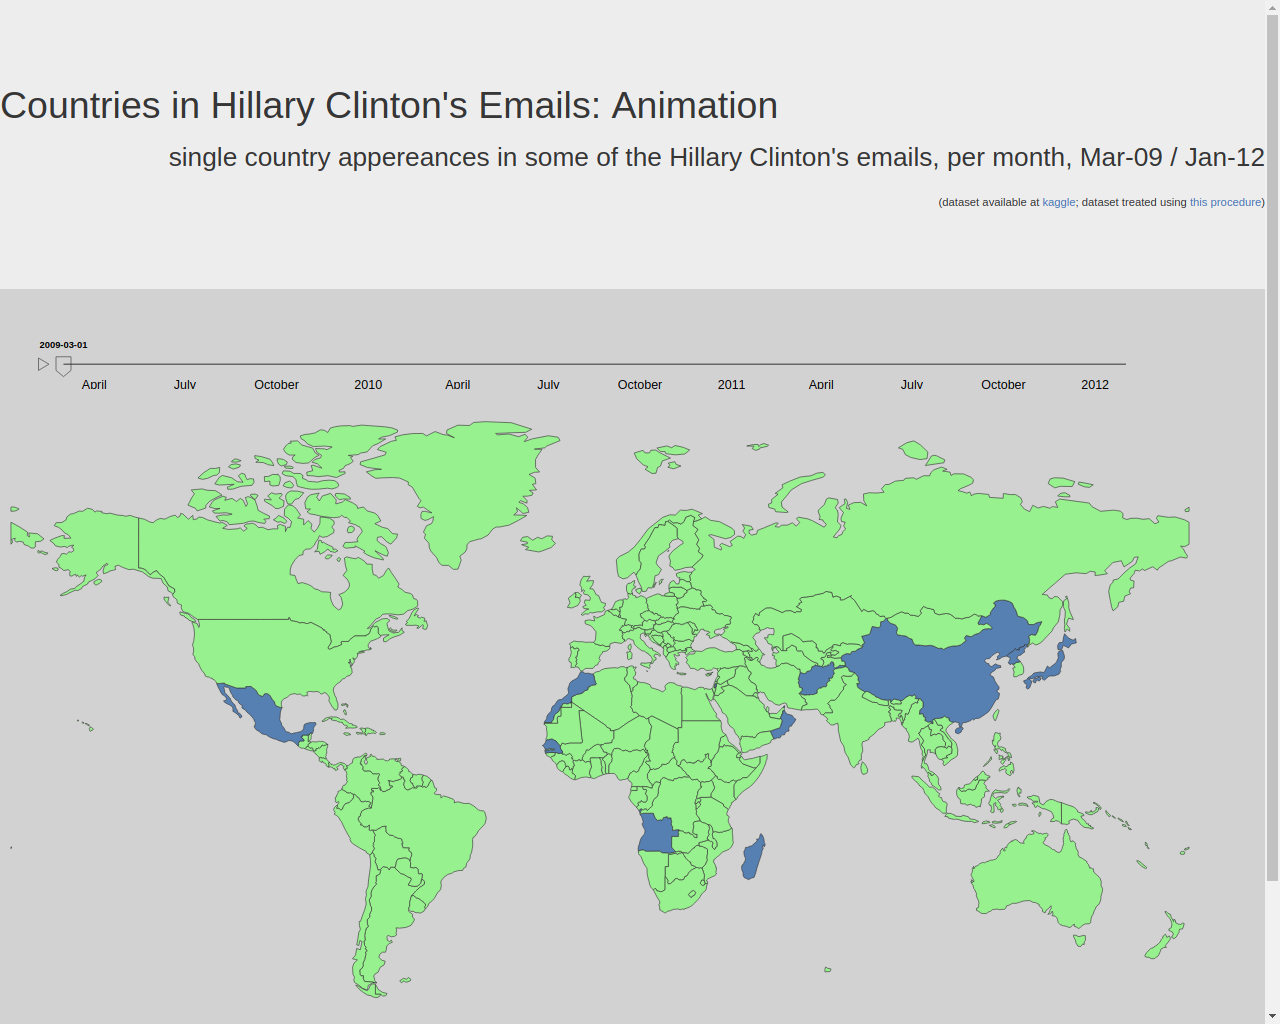 Countries in Hillary Clinton's Emails: Animation
single country appereances in some of the Hillary Clinton's emails, per month, Mar-09 / Jan-12
(dataset available at kaggle; dataset treated using this procedure)
2009-03-01
April July October 2010 April July October 2011 April July October 2012